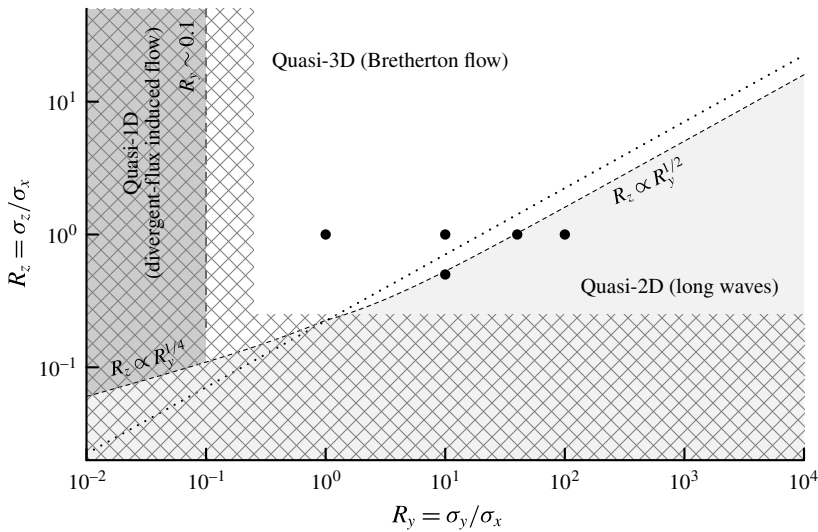 Quasi-3D (Bretherton flow)
R_y ∼ 0.1
Quasi-1D
(divergent-flux induced flow)
R_z ∝ R_y^{1/2}
Quasi-2D (long waves)
R_z ∝ R_y^{1/4}
R_z = σ_z/σ_x
10^1
10^0
10^{−1}
10^{−2} 10^{−1} 10^0 10^1 10^2 10^3 10^4
R_y = σ_y/σ_x